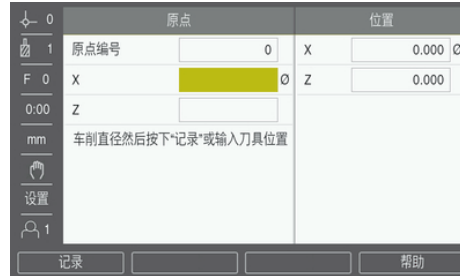 0 原点 位置
1 原点编号 0 X 0.000 Ø
F 0 X Ø Z 0.000
0:00 Z
mm 车削直径然后按下“记录”或输入刀具位置
设置
1
记录 帮助